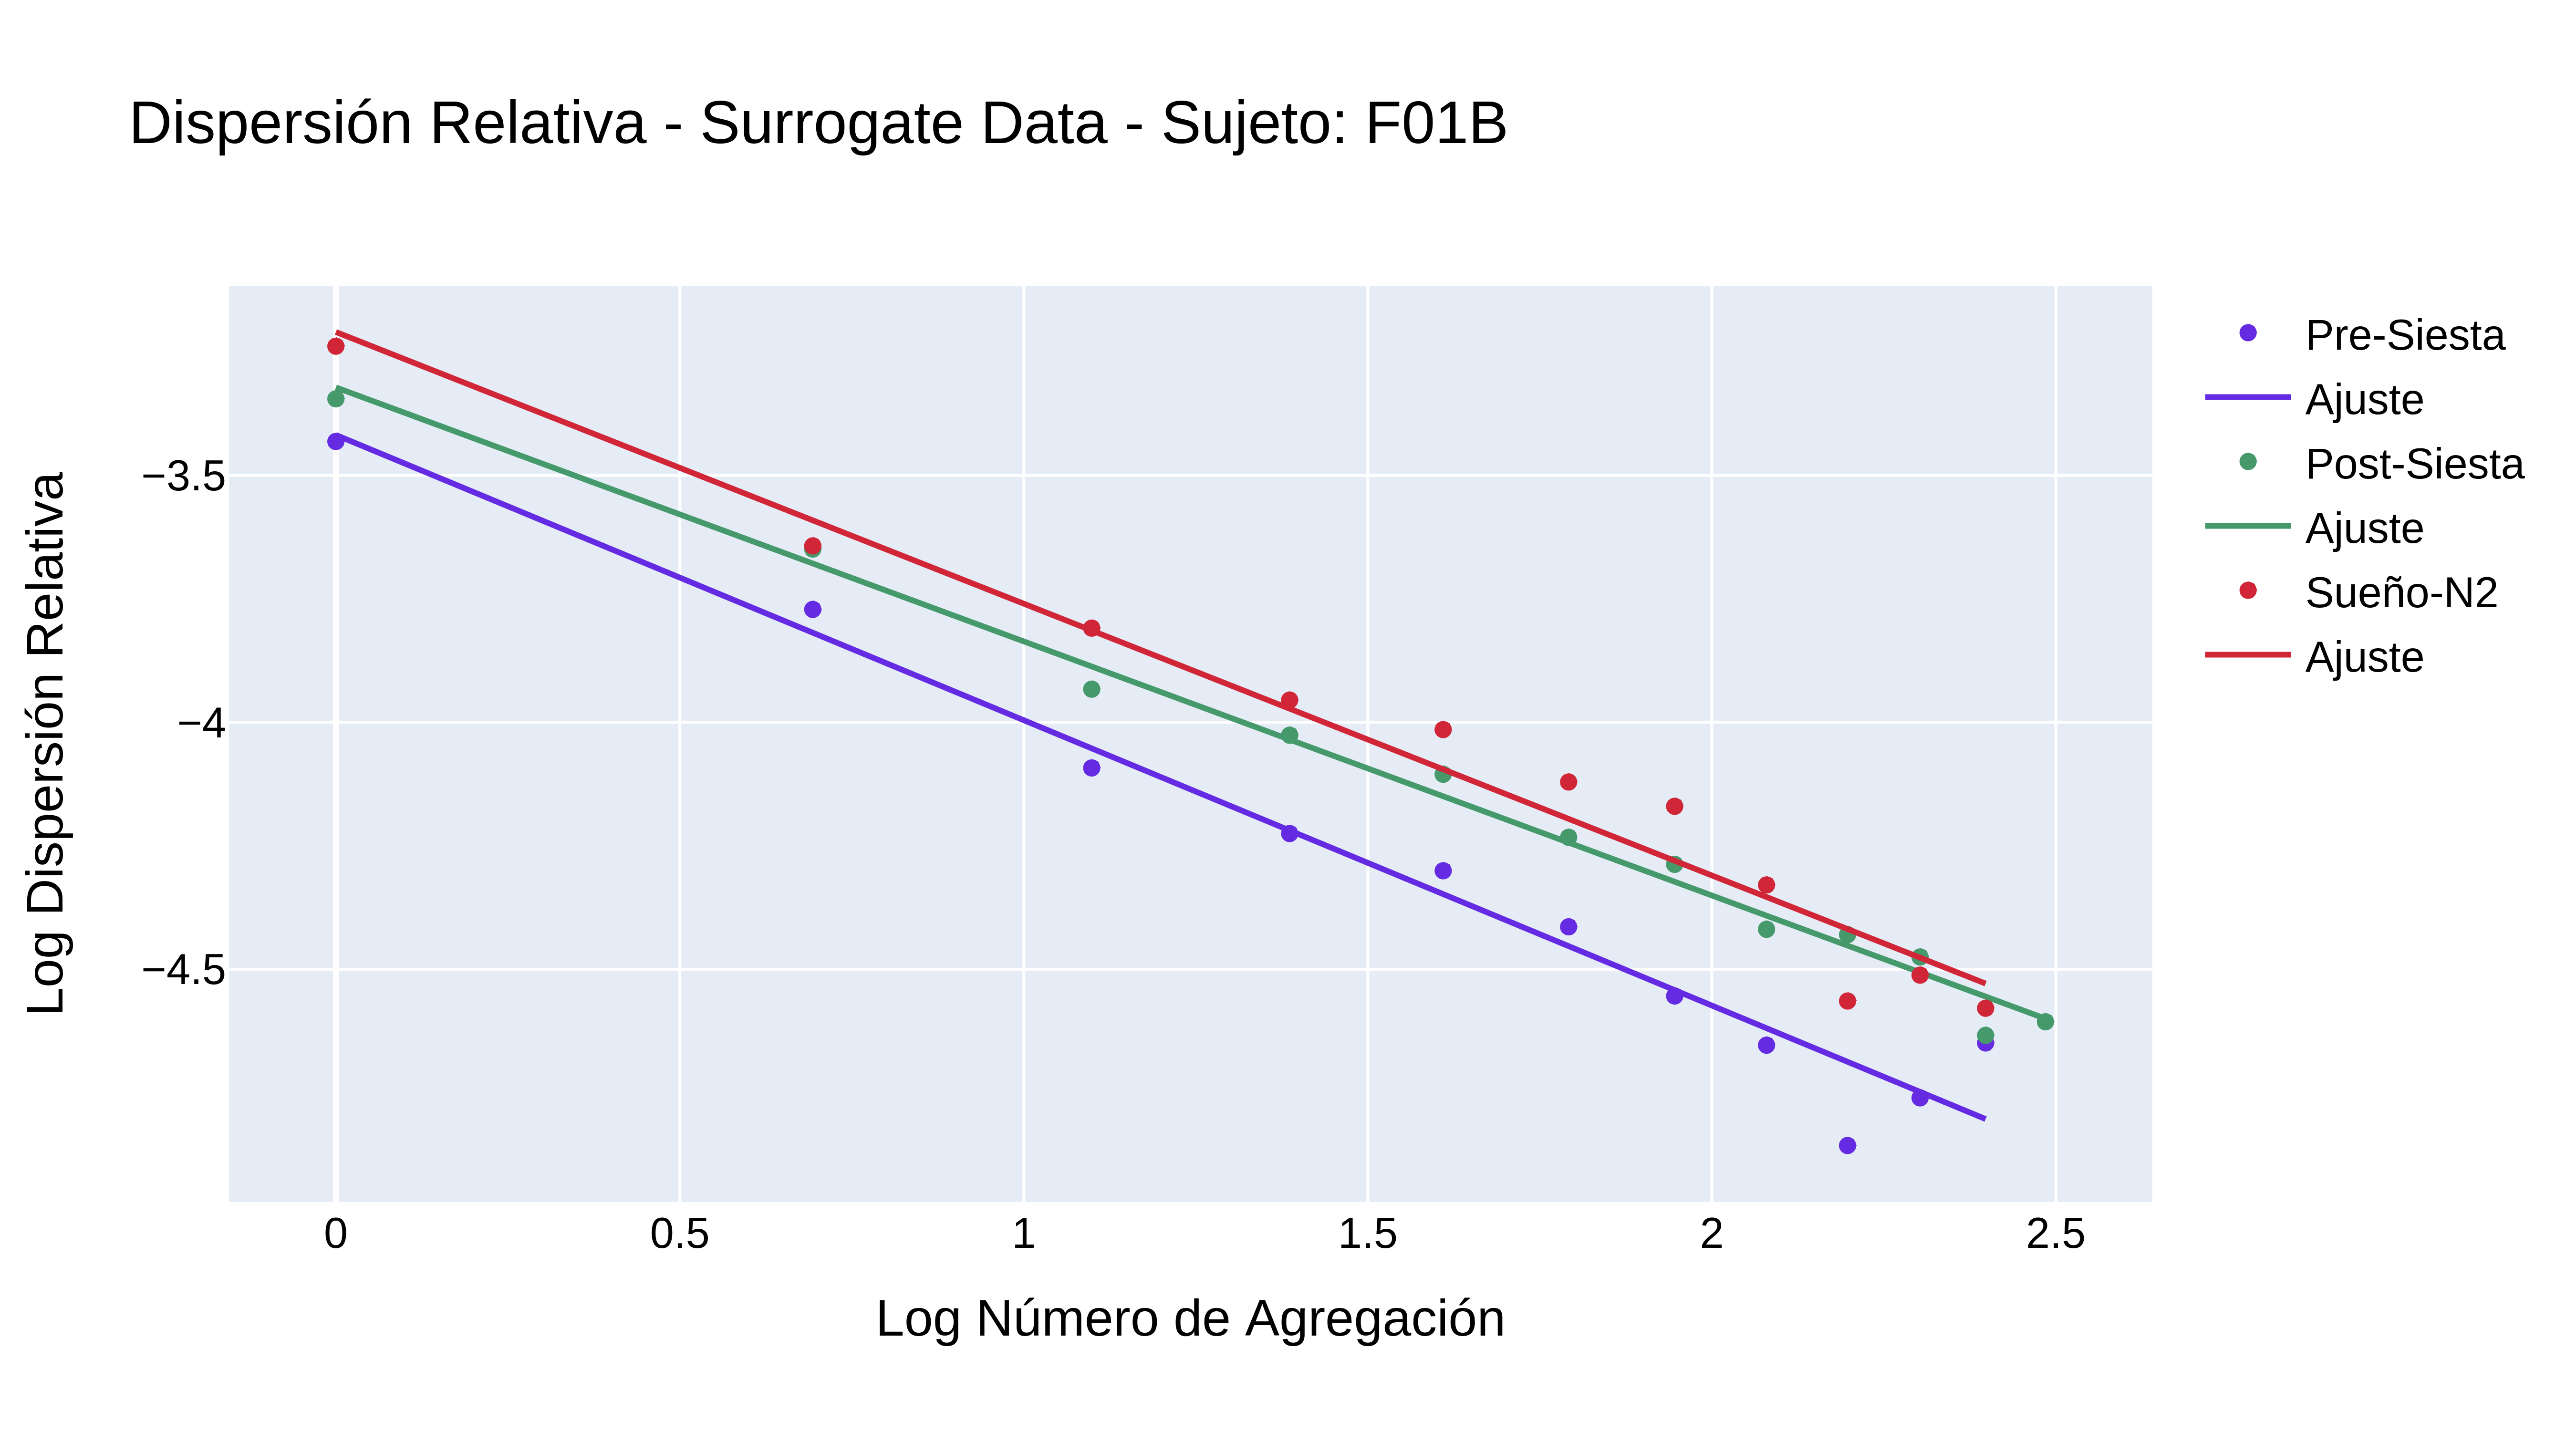 Dispersión Relativa - Surrogate Data - Sujeto: F01B
Pre-Siesta
Ajuste
Post-Siesta
Ajuste
Sueño-N2
Ajuste
Log Dispersión Relativa
−3.5
−4
−4.5
0 0.5 1 1.5 2 2.5
Log Número de Agregación